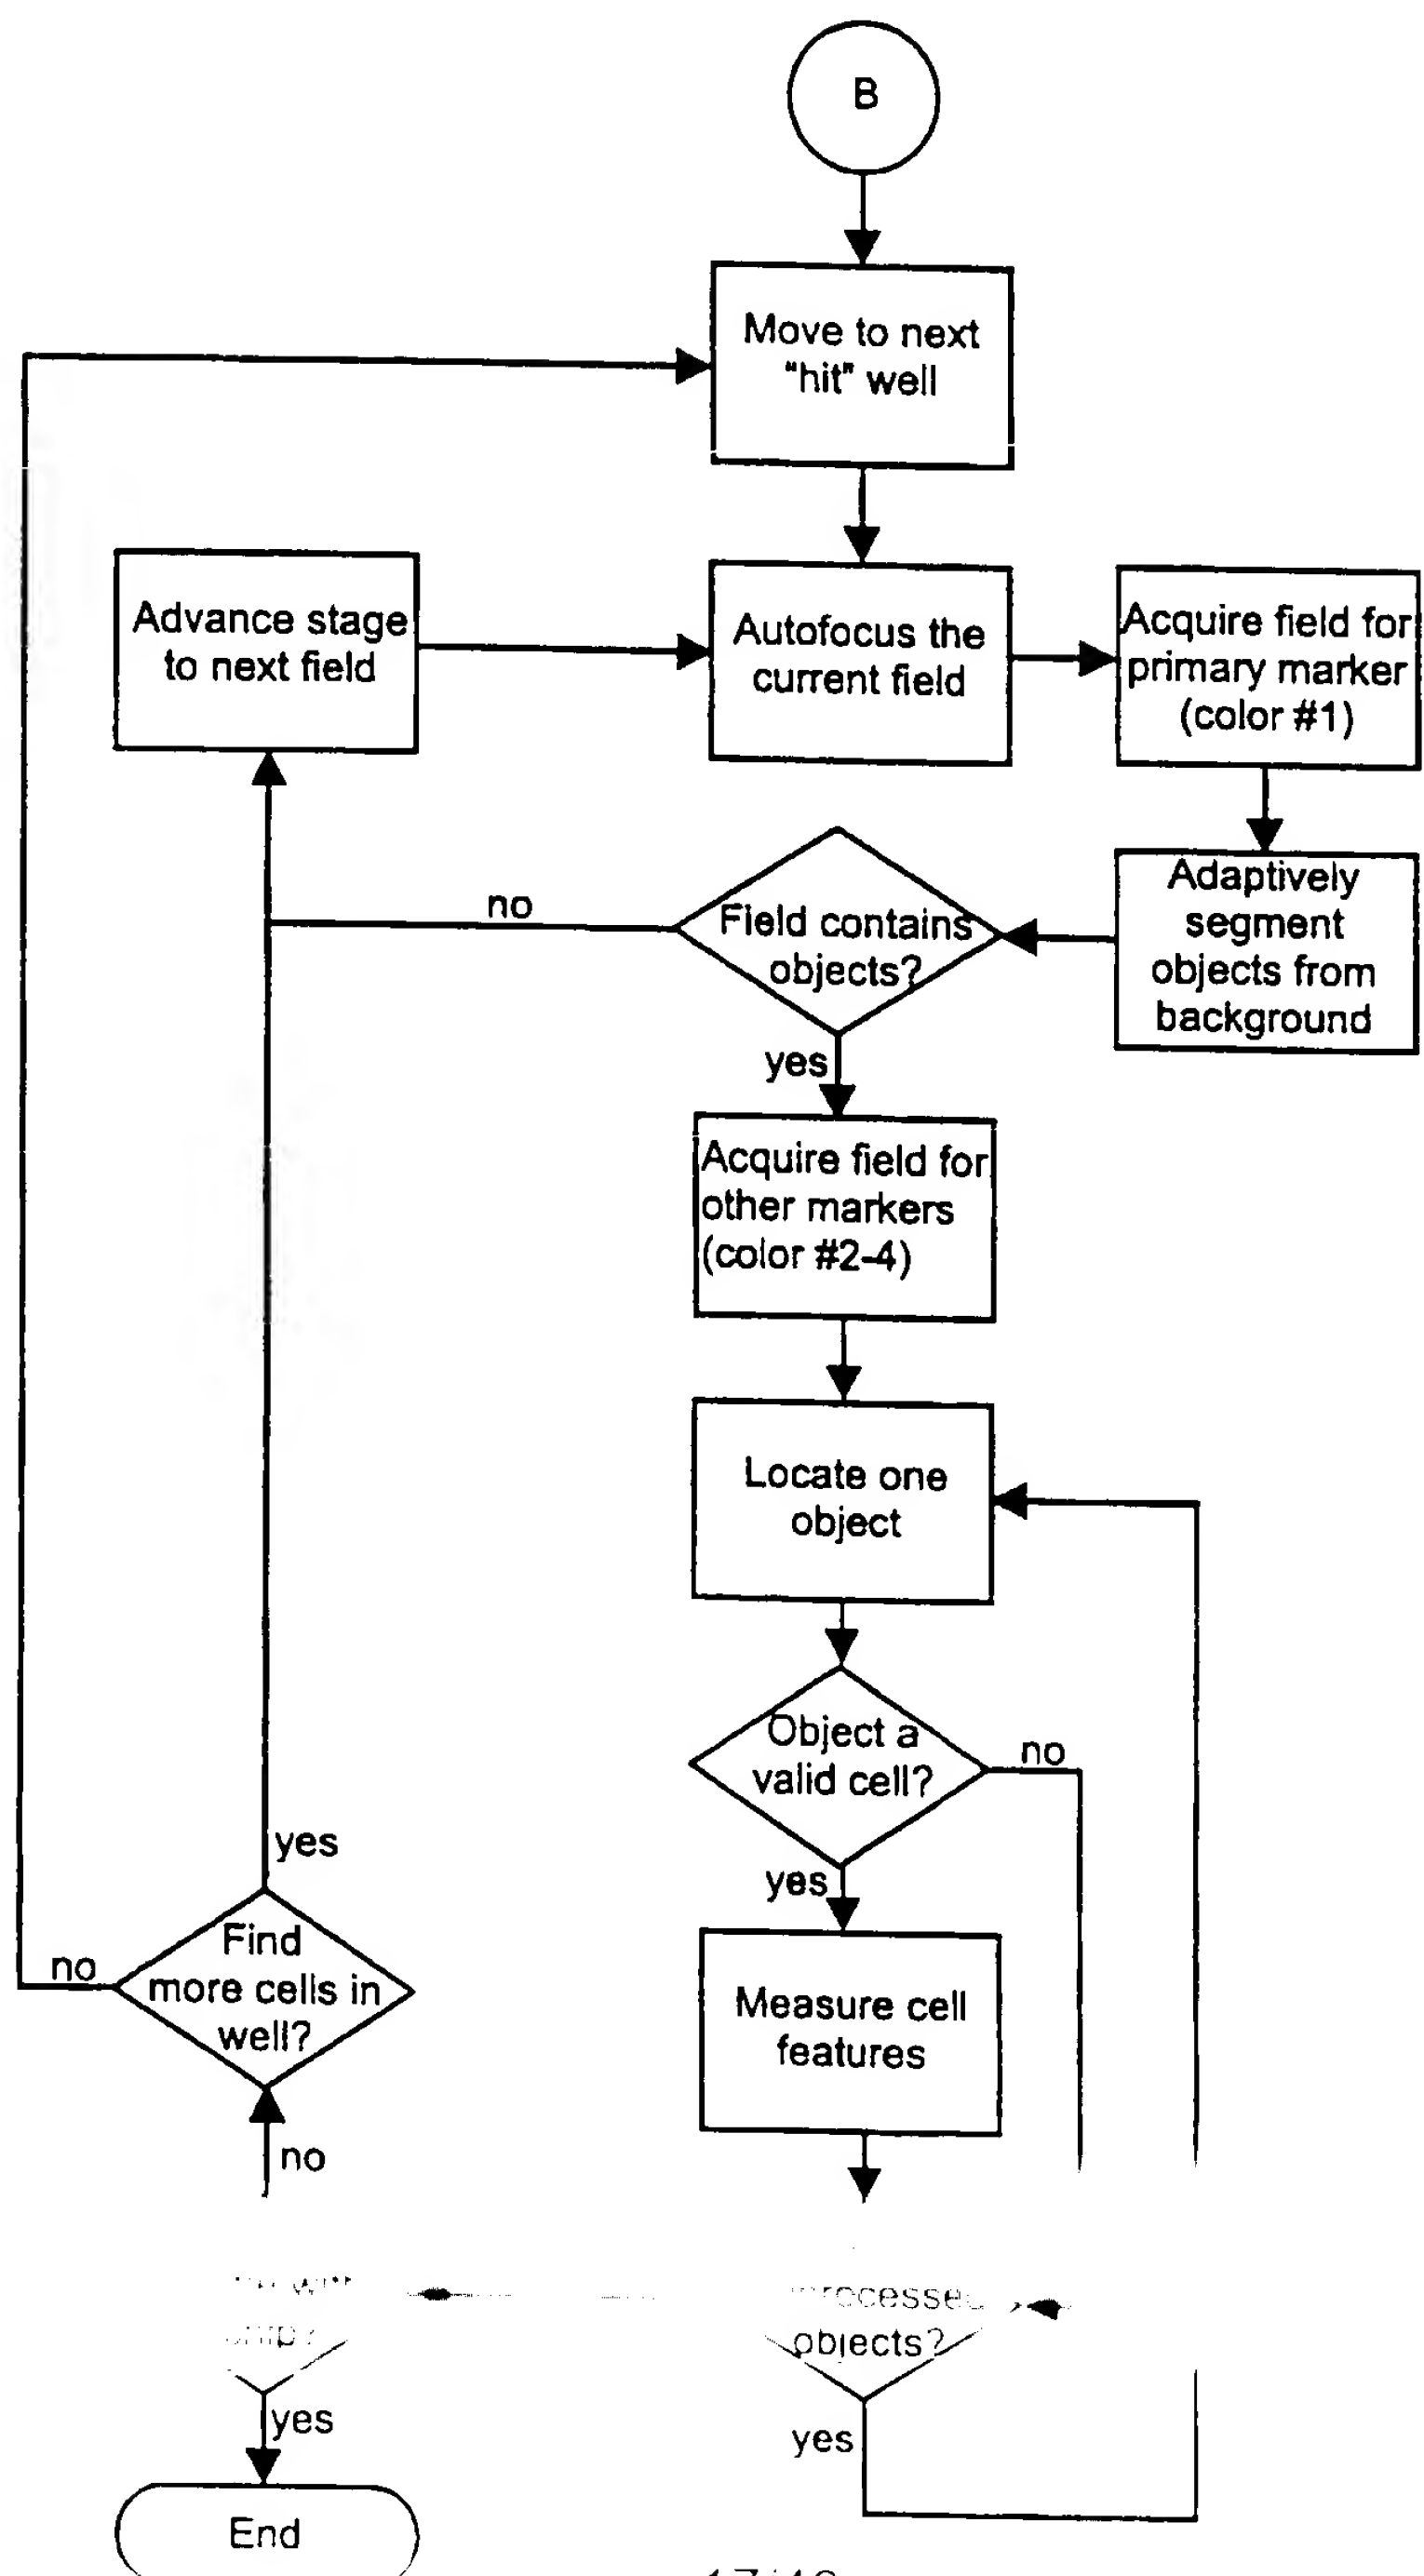 B
Move to next
"hit" well
Advance stage
to next field
Autofocus the
current field
Acquire field for
primary marker
(color #1)
Adaptively
segment
objects from
background
Field contains
objects?
no
yes
Acquire field for
other markers
(color #2-4)
Locate one
object
Object a
valid cell?
no
yes
Measure cell
features
yes
Find
more cells in
well?
no
no
objects?
yes
yes
End